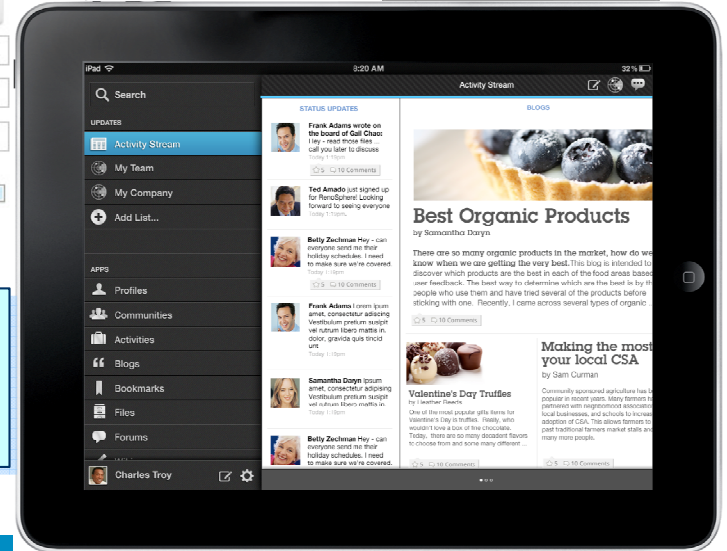 iPad
9:20 AM
32%
Search
UPDATES
Activity Stream
My Team
My Company
Add List...
APPS
Profiles
Communities
Activities
Blogs
Bookmarks
Files
Forums
Charles Troy
Activity Stream
STATUS UPDATES
Frank Adams wrote on
the board of Gail Chao:
Hey - read those files ...
call you later to discuss
Today 1:19pm
5 10 Comments
Ted Amado just signed up
for RenoSphere! Looking
forward to seeing everyone
Today 1:19pm.
Betty Zechman Hey - can
everyone send me their
holiday schedules. I need
to make sure we're covered.
Today 1:19pm
5 10 Comments
Frank Adams Lorem ipsum
amet, consectetur adiscing
Vestibulum pretium suspipit
vel rutrum libero mattis in.
dolor, gravida quis tincid
unt
Today 1:19pm
Samantha Daryn Ipsum
amet, consectetur adipiscing
Vestibulum pretium suspipit
vel rutrum libero mattis in
Today 1:19pm
Betty Zechman Hey - can
everyone send me their
holiday schedules. I need
to make sure we're covered.
BLOGS
Best Organic Products
by Samantha Daryn
There are so many organic products in the market, how do we
know when we are getting the very best. This blog is intended to
discover which products are the best in each of the food areas based
user feedback. The best way to determine which are the best is by th
people who use them and have tried several of the products before
sticking with one. Recently, I came across several types of organic ...
5 10 Comments
Valentine's Day Truffles
by Heather Reeds
One of the most popular gifts items for
Valentine's Day is truffles. Really, who
wouldn't love a box of fine chocolate.
Today, there are so many decadent flavors
to choose from and some many different ...
5 10 Comments
Making the most
your local CSA
by Sam Curman
Community sponsored agriculture has b
popular in recent years. Many farmers h
partnered with neighborhood association
local businesses, and schools to increas
adoption of CSA. This allows farmers to
past traditional farmers market stalls and
many more people.
5 10 Comments